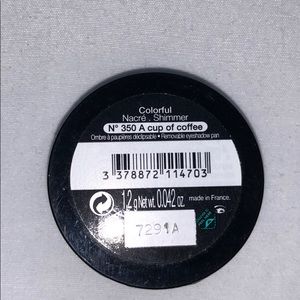 Colorful
Nacré . Shimmer
N° 350 A cup of coffee
Ombre à paupières déclipsable • Removable eyeshadow pan
3 378872 114703
1.2 g Net wt. 0.042 oz
made in France.
7291A